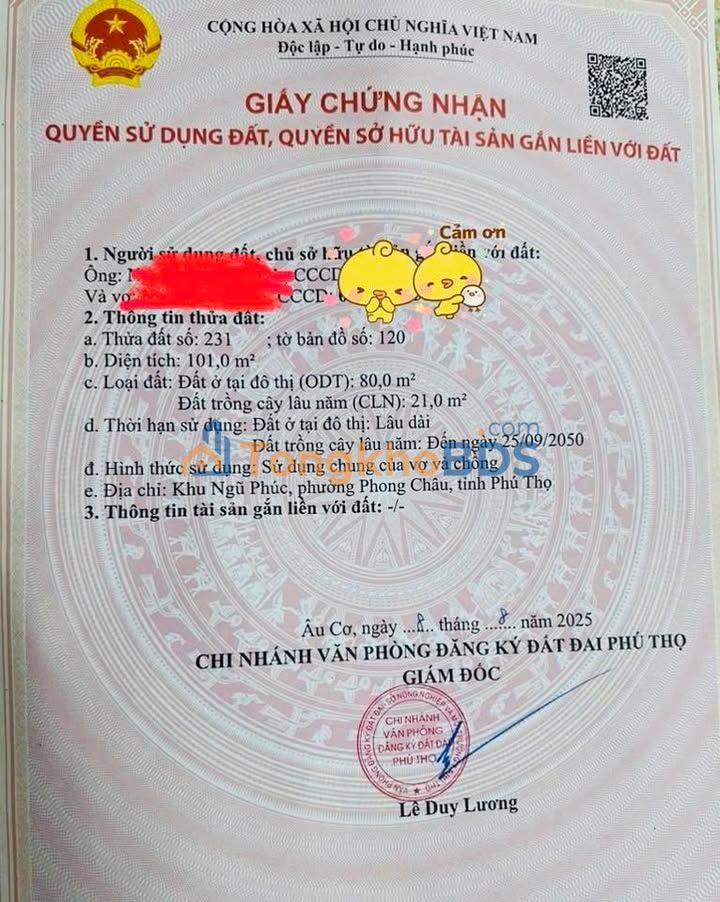 CỘNG HÒA XÃ HỘI CHỦ NGHĨA VIỆT NAM
Độc lập - Tự do - Hạnh phúc
GIẤY CHỨNG NHẬN
QUYỀN SỬ DỤNG ĐẤT, QUYỀN SỞ HỮU TÀI SẢN GẮN LIỀN VỚI ĐẤT
Cảm ơn
1. Người sử dụng đất, chủ sở hữu với đất:
Ông: CCCD
Và vợ CCCD:
2. Thông tin thửa đất:
a. Thửa đất số: 231 ; tờ bản đồ số: 120
b. Diện tích: 101,0 m²
c. Loại đất: Đất ở tại đô thị (ODT): 80,0 m²
Đất trồng cây lâu năm (CLN): 21,0 m²
d. Thời hạn sử dụng: Đất ở tại đô thị: Lâu dài
Đất trồng cây lâu năm: Đến ngày 25/09/2050
TongkhoBDS.com
đ. Hình thức sử dụng: Sử dụng chung của vợ và chồng
e. Địa chỉ: Khu Ngũ Phúc, phường Phong Châu, tỉnh Phú Thọ
3. Thông tin tài sản gắn liền với đất: -/-
Âu Cơ, ngày ...8... tháng ...8... năm 2025
CHI NHÁNH VĂN PHÒNG ĐĂNG KÝ ĐẤT ĐAI PHÚ THỌ
GIÁM ĐỐC
CHI NHÁNH
VĂN PHÒNG
ĐĂNG KÝ ĐẤT ĐAI
PHÚ THỌ
Lê Duy Lương